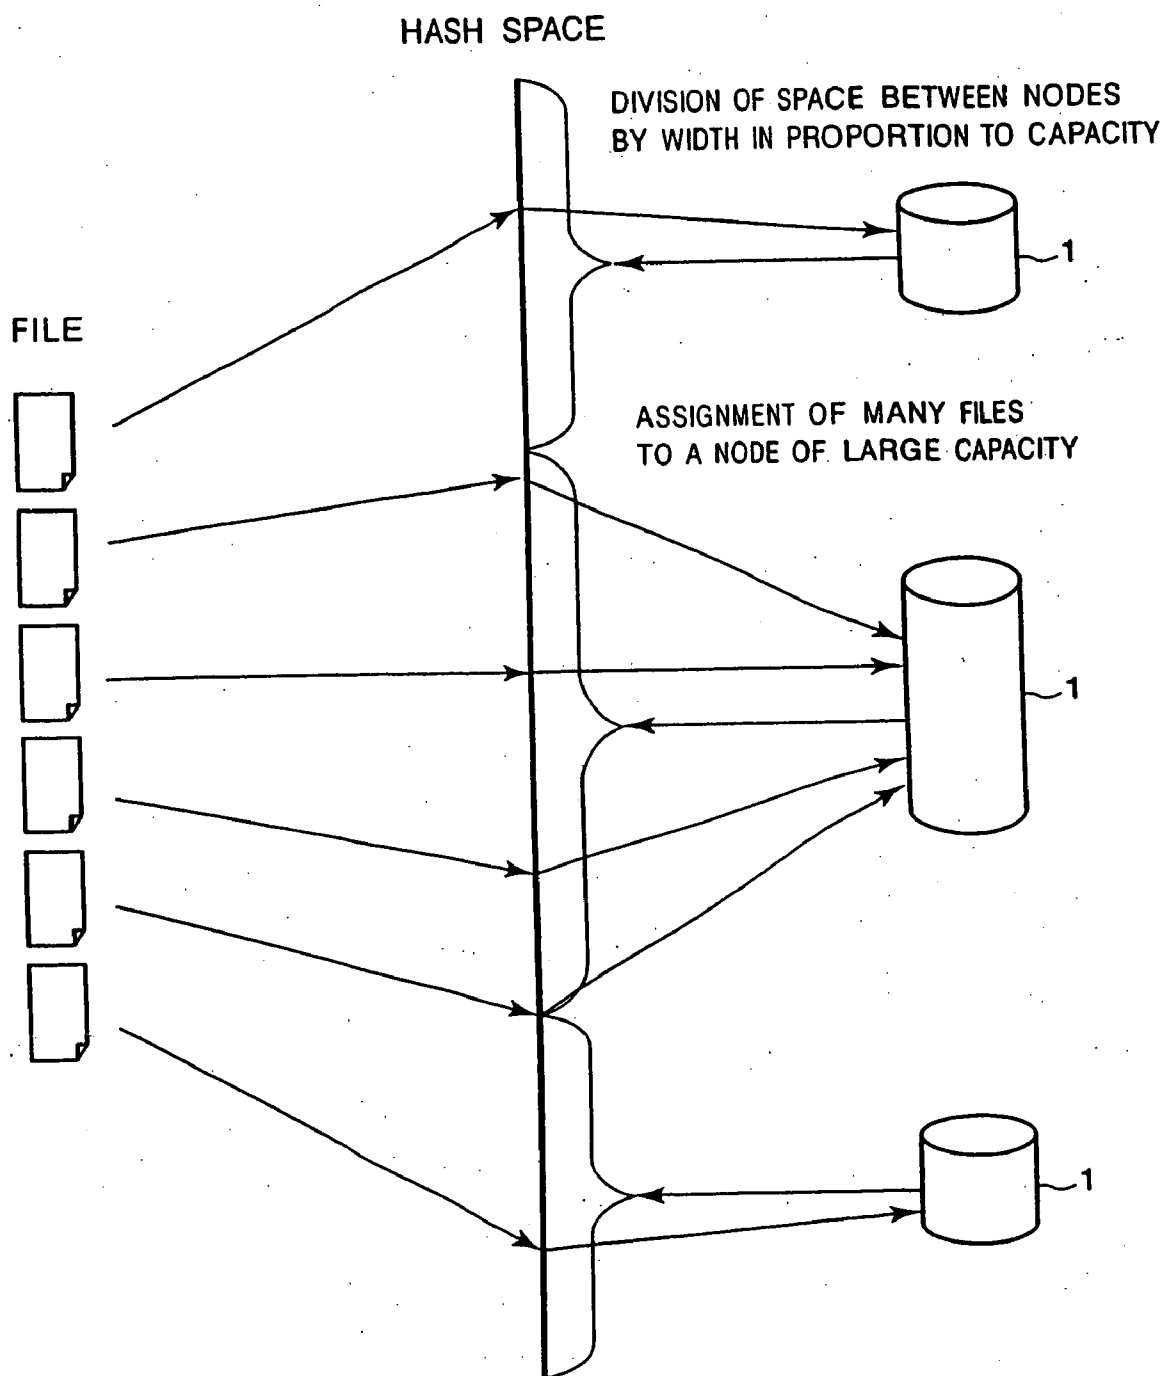 HASH SPACE
DIVISION OF SPACE BETWEEN NODES
BY WIDTH IN PROPORTION TO CAPACITY
1
FILE
ASSIGNMENT OF MANY FILES
TO A NODE OF LARGE CAPACITY
1
1